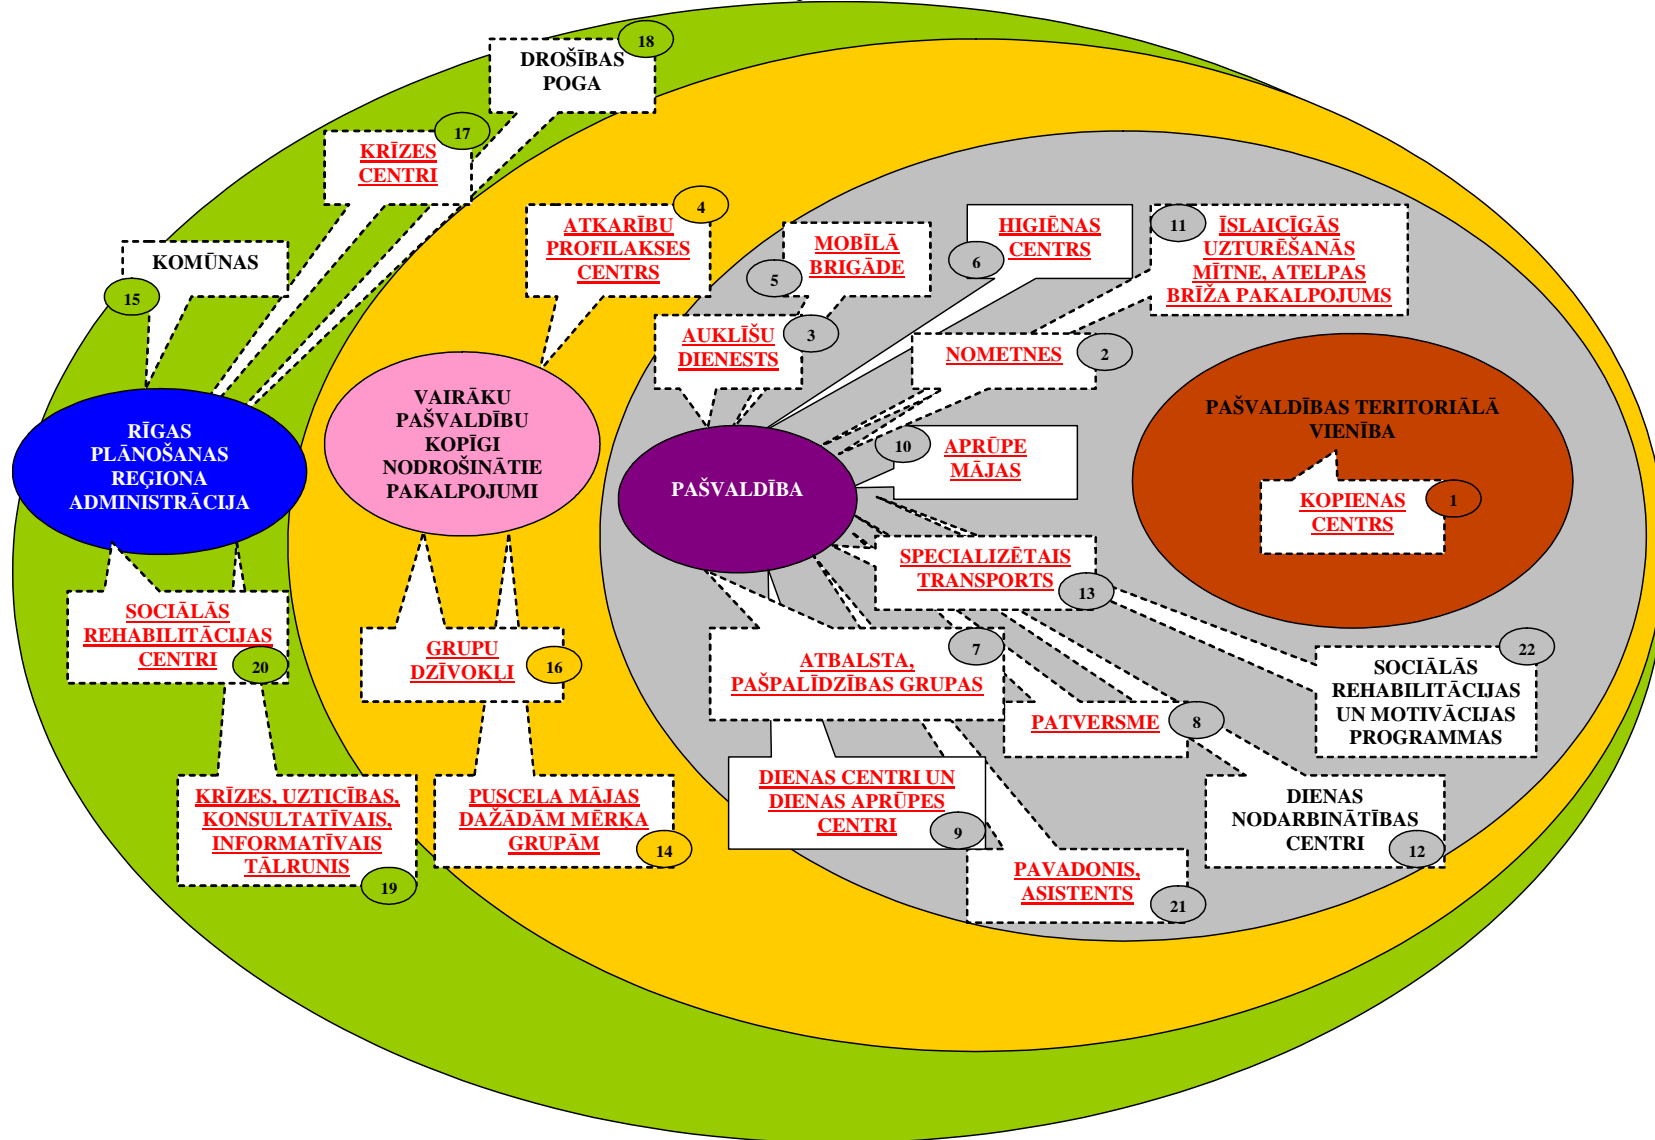 18
DROŠĪBAS
POGA
17
KRĪZES
CENTRI
KOMŪNAS
15
4
ATKARĪBU
PROFILAKSES
CENTRS
MOBĪLĀ
BRIGĀDE
5
HIGIĒNAS
CENTRS
6
11
ĪSLAICĪGĀS
UZTURĒŠANĀS
MĪTNE, ATELPAS
BRĪŽA PAKALPOJUMS
AUKLĪŠU
DIENESTS
3
NOMETNES
2
RĪGAS
PLĀNOŠANAS
REĢIONA
ADMINISTRĀCIJA
VAIRĀKU
PAŠVALDĪBU
KOPĪGI
NODROŠINĀTIE
PAKALPOJUMI
PAŠVALDĪBA
10
APRŪPE
MĀJAS
PAŠVALDĪBAS TERITORIĀLĀ
VIENĪBA
KOPIENAS
CENTRS
1
SPECIALIZĒTAIS
TRANSPORTS
13
SOCIĀLĀS
REHABILITĀCIJAS
CENTRI
20
GRUPU
DZĪVOKĻI
16
7
ATBALSTA,
PAŠPALĪDZĪBAS GRUPAS
PATVERSME
8
22
SOCIĀLĀS
REHABILITĀCIJAS
UN MOTIVĀCIJAS
PROGRAMMAS
KRĪZES, UZTICĪBAS,
KONSULTATĪVAIS,
INFORMATĪVAIS
TĀLRUNIS
19
PUSCELA MĀJAS
DAŽĀDĀM MĒRĶA
GRUPĀM
14
DIENAS CENTRI UN
DIENAS APRŪPES
CENTRI
9
DIENAS
NODARBINĀTĪBAS
CENTRI
12
PAVADONIS,
ASISTENTS
21